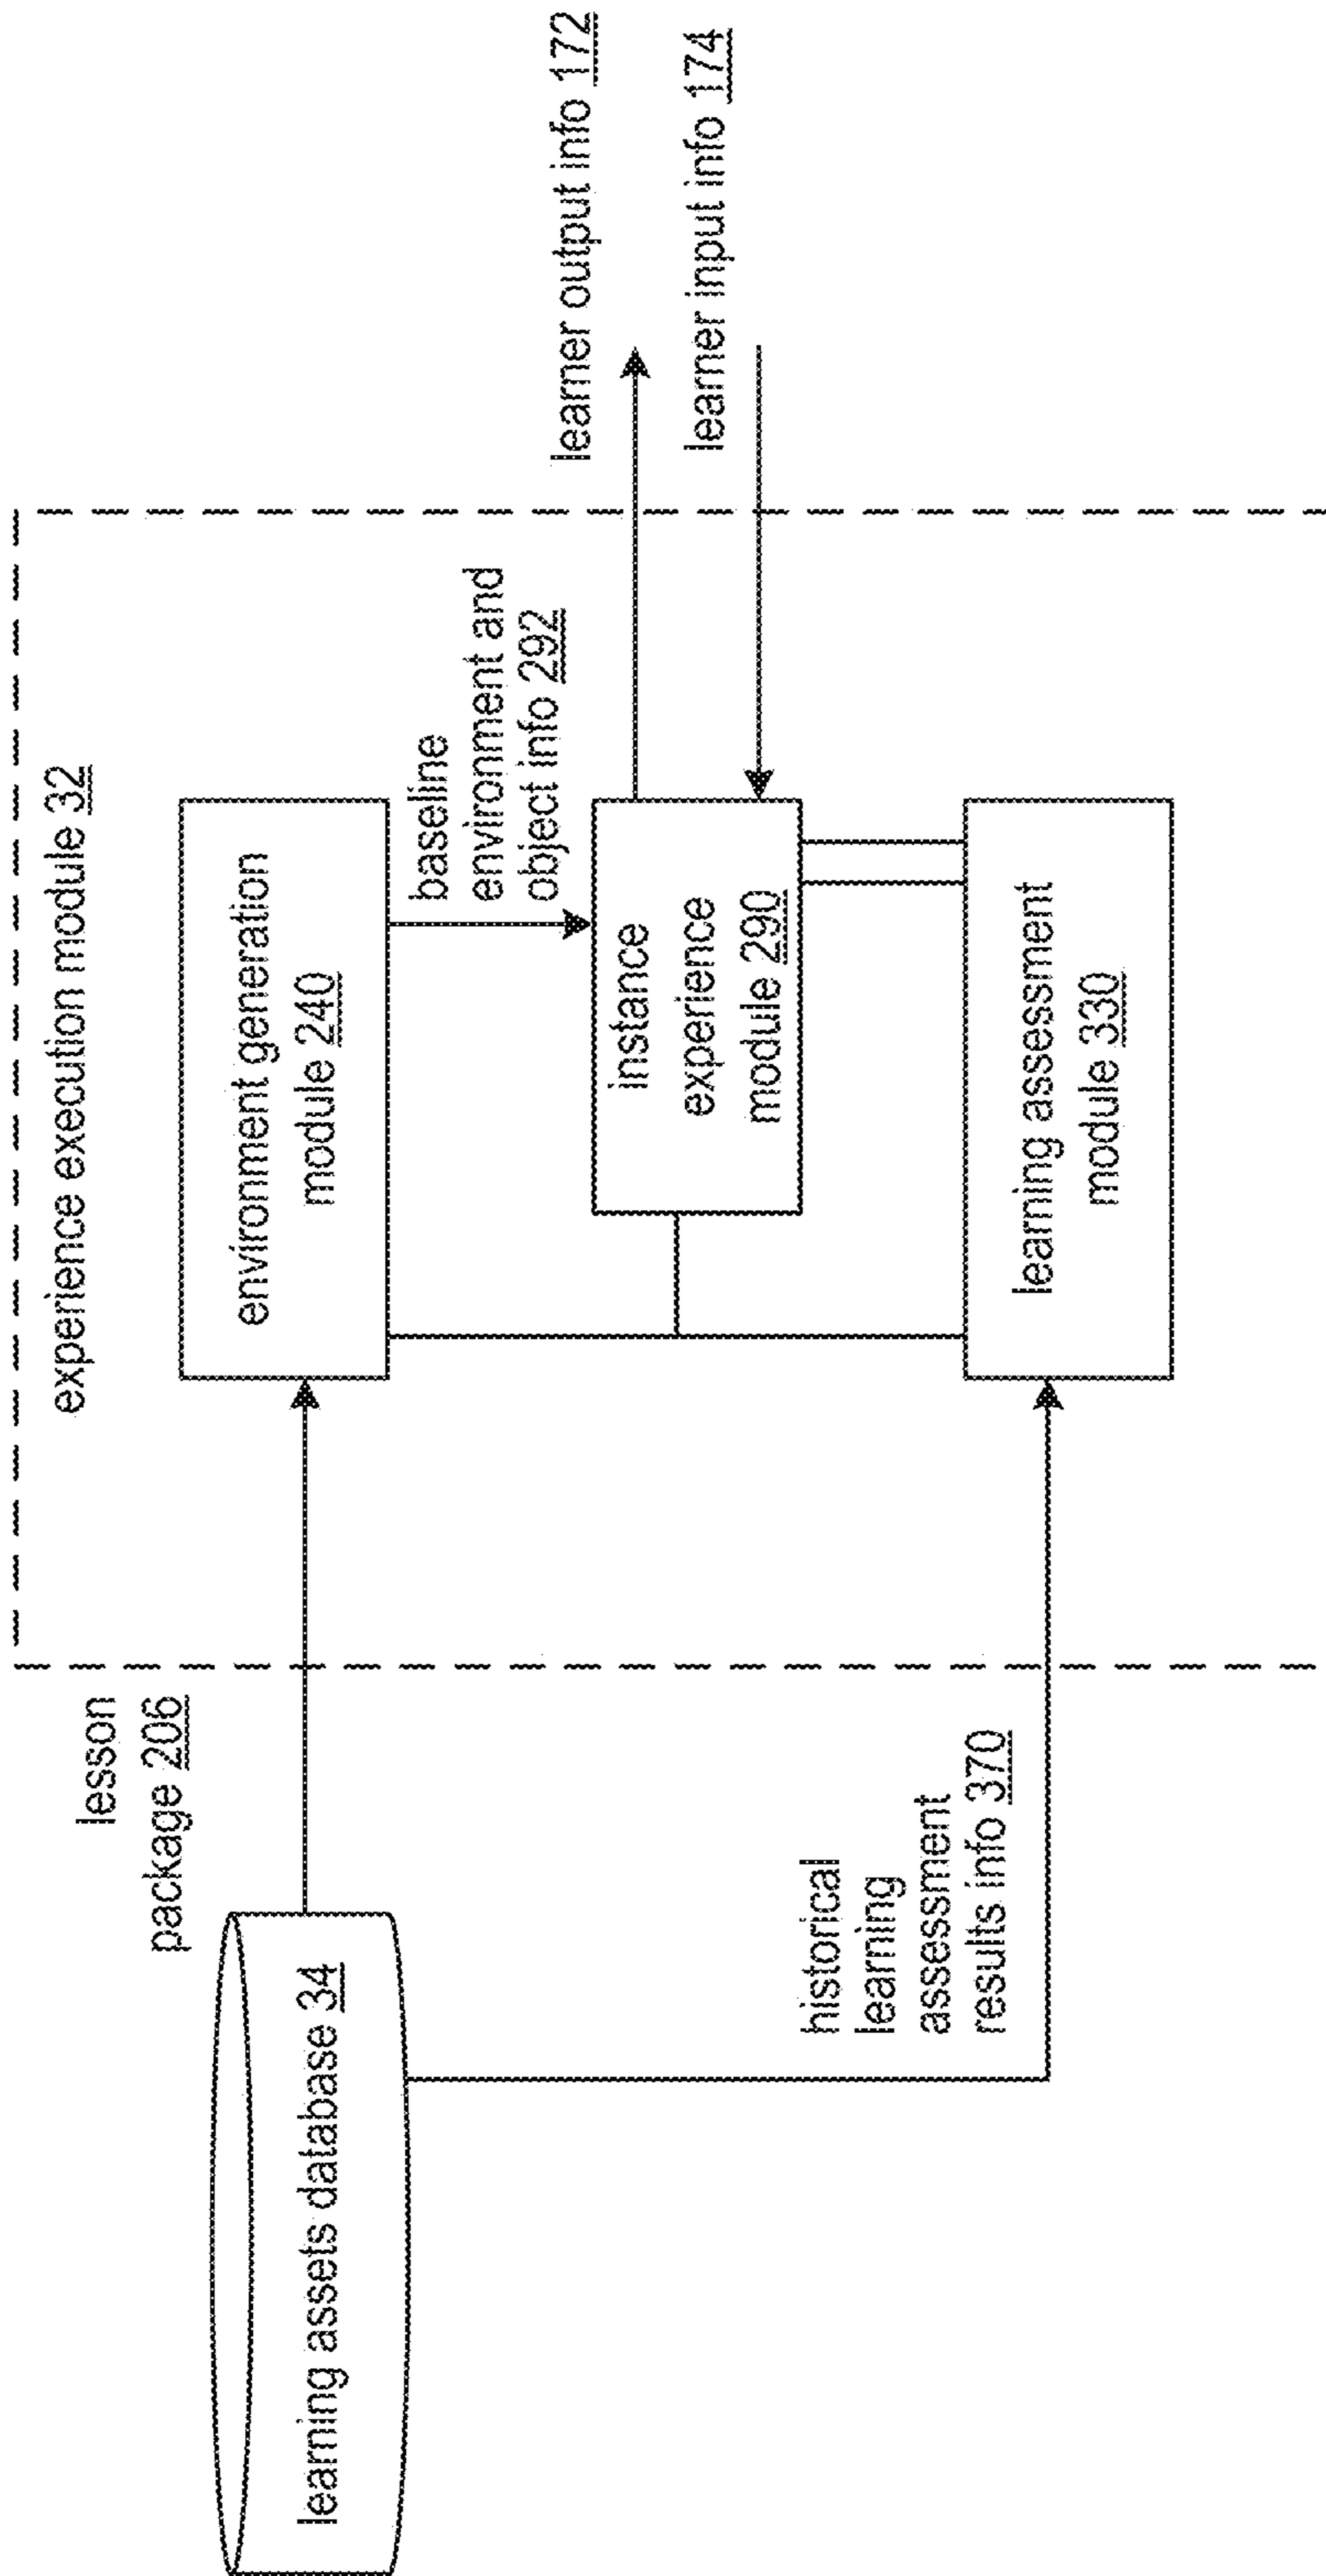 experience execution module 32
lesson
package 206
learning assets database 34
environment generation
module 240
baseline
environment and
object info 292
learner output info 172
learner input info 174
instance
experience
module 290
historical
learning
assessment
results info 370
learning assessment
module 330